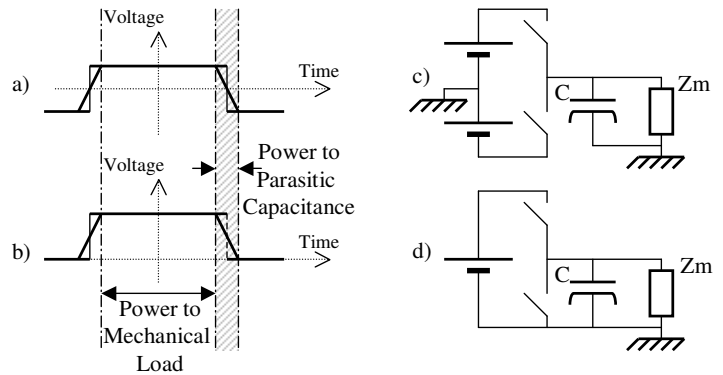 Voltage
a)
Time
Voltage
Power to
Parasitic
Capacitance
b)
Time
Power to
Mechanical
Load
c)
C
Zm
d)
C
Zm